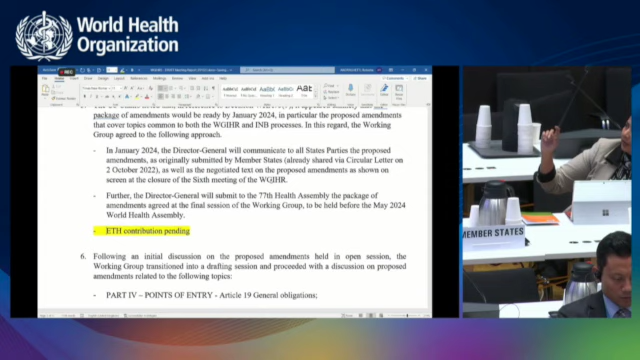 World Health
Organization
package of amendments would be ready by January 2024, in particular the proposed amendments
that cover topics common to both the WGIHR and INB processes. In this regard, the Working
Group agreed to the following approach.
- In January 2024, the Director-General will communicate to all States Parties the proposed
amendments, as originally submitted by Member States (already shared via Circular Letter on
2 October 2022), as well as the negotiated text on the proposed amendments as shown on
screen at the closure of the Sixth meeting of the WGIHR.
- Further, the Director-General will submit to the 77th Health Assembly the package of
amendments agreed at the final session of the Working Group, to be held before the May 2024
World Health Assembly.
- ETH contribution pending
6. Following an initial discussion on the proposed amendments held in open session, the
Working Group transitioned into a drafting session and proceeded with a discussion on proposed
amendments related to the following topics:
- PART IV – POINTS OF ENTRY - Article 19 General obligations;
MEMBER STATES